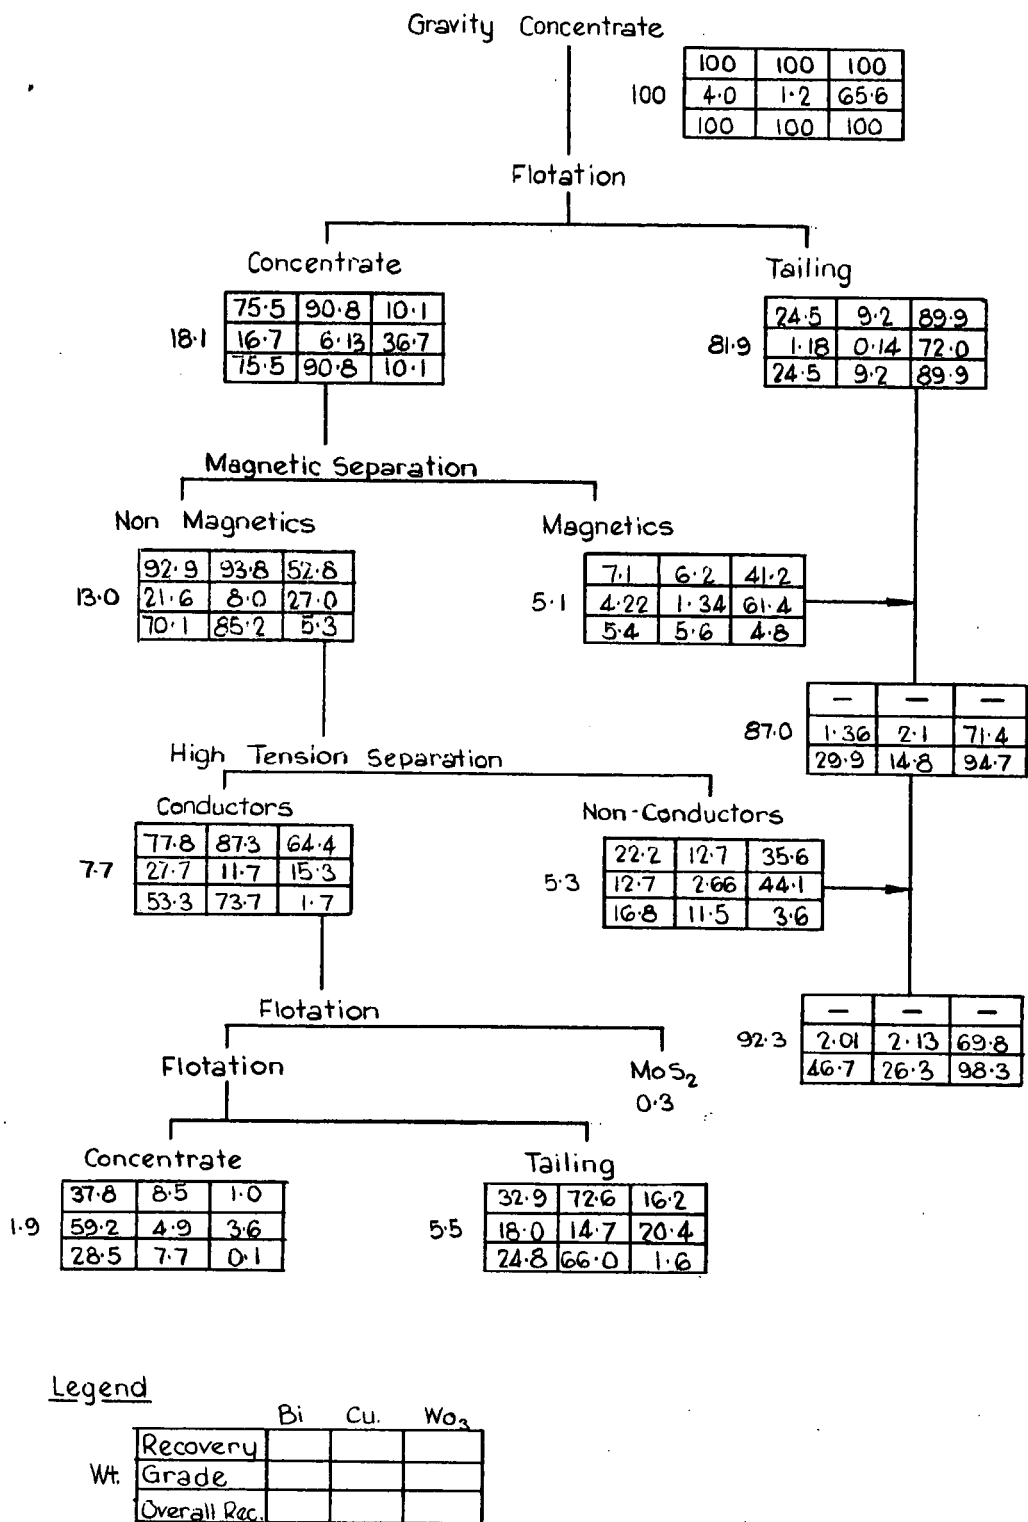 Gravity Concentrate
100 100 100
100 4.0 1.2 65.6
100 100 100
Flotation
Concentrate
75.5 90.8 10.1
18.1 16.7 6.13 36.7
75.5 90.8 10.1
Tailing
24.5 9.2 89.9
81.9 1.18 0.14 72.0
24.5 9.2 89.9
Magnetic Separation
Non Magnetics
92.9 93.8 52.8
13.0 21.6 8.0 27.0
70.1 85.2 5.3
Magnetics
7.1 6.2 41.2
5.1 4.22 1.34 61.4
5.4 5.6 4.8
— — —
87.0 1.36 2.1 71.4
29.9 14.8 94.7
High Tension Separation
Conductors
77.8 87.3 64.4
7.7 27.7 11.7 15.3
53.3 73.7 1.7
Non-Conductors
22.2 12.7 35.6
5.3 12.7 2.66 44.1
16.8 11.5 3.6
— — —
92.3 2.01 2.13 69.8
46.7 26.3 98.3
Flotation
Flotation
MoS₂
0.3
Concentrate
37.8 8.5 1.0
1.9 59.2 4.9 3.6
28.5 7.7 0.1
Tailing
32.9 72.6 16.2
5.5 18.0 14.7 20.4
24.8 66.0 1.6
Legend
Bi Cu. Wo₃
Recovery
Wt. Grade
Overall Rec.